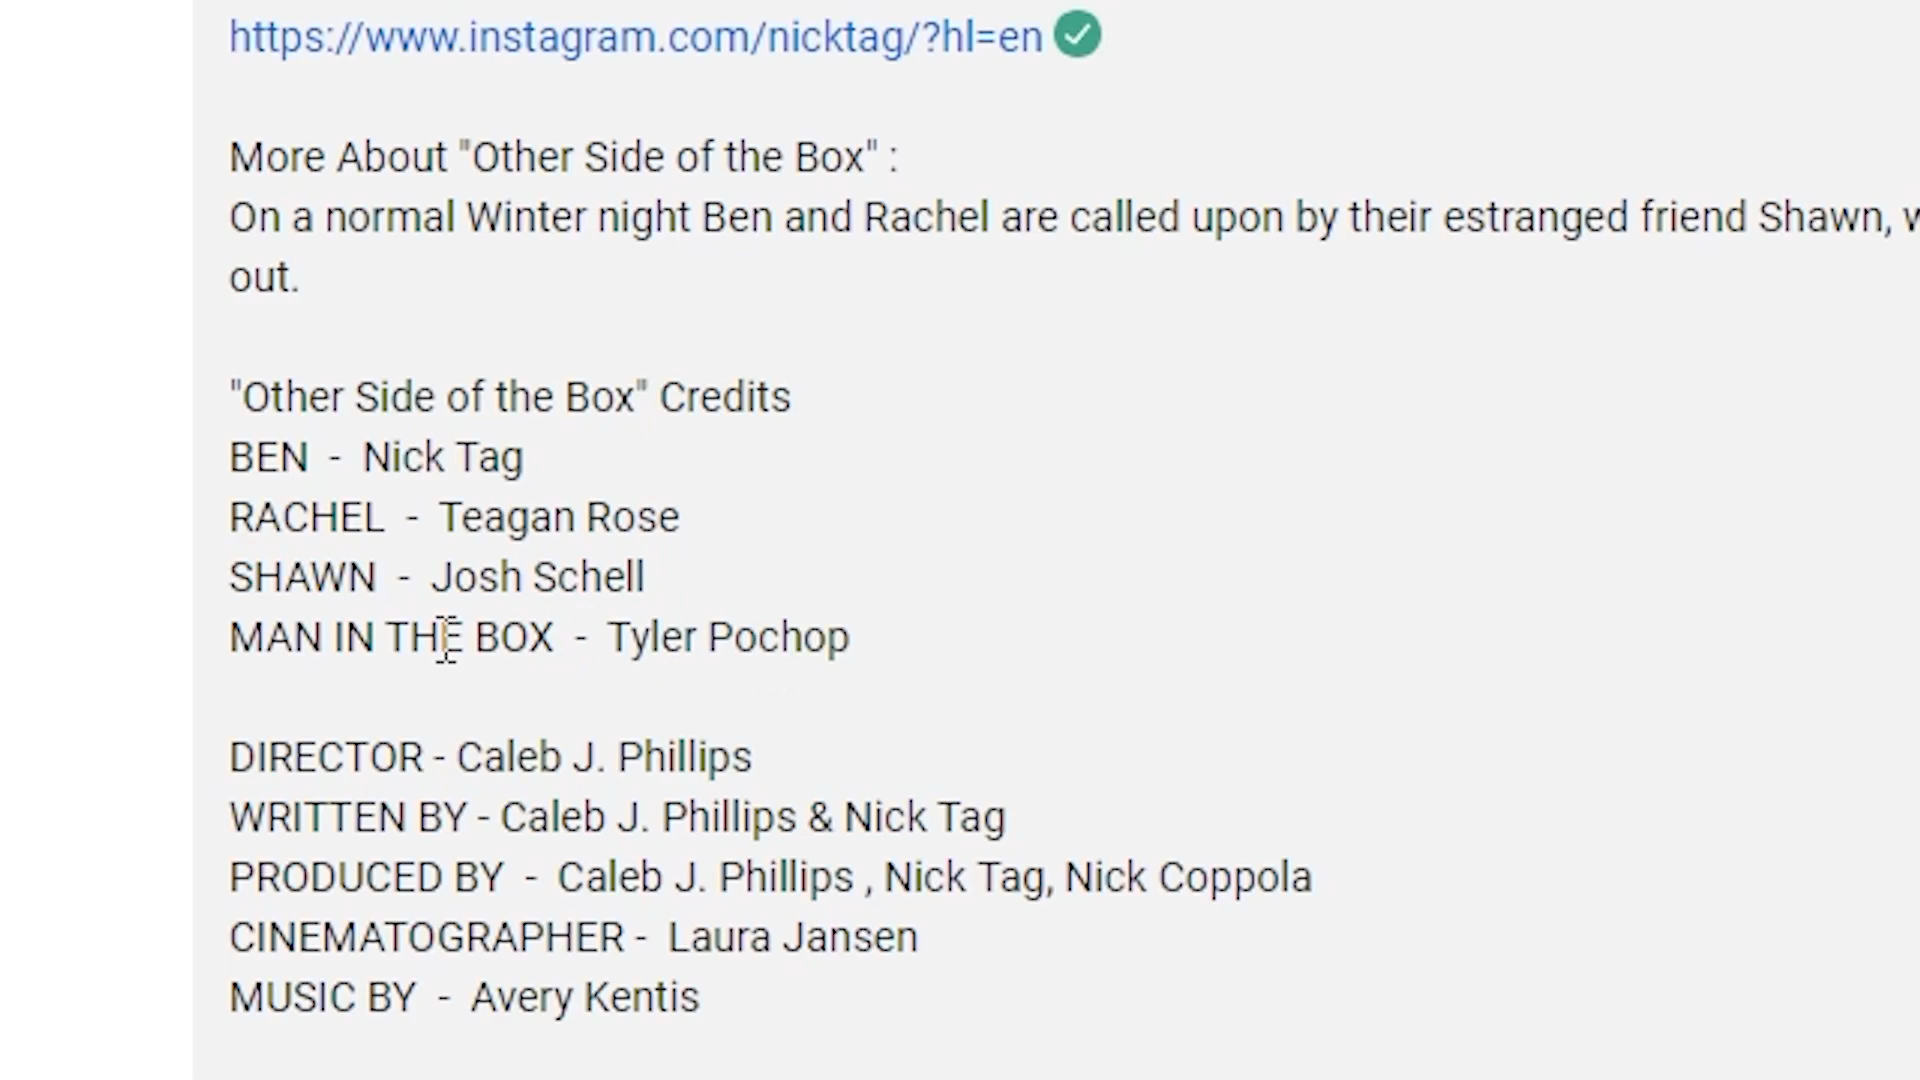 https://www.instagram.com/nicktag/?hl=en
More About "Other Side of the Box" :
On a normal Winter night Ben and Rachel are called upon by their estranged friend Shawn,
out.
"Other Side of the Box" Credits
BEN - Nick Tag
RACHEL - Teagan Rose
SHAWN - Josh Schell
MAN IN THE BOX - Tyler Pochop
DIRECTOR - Caleb J. Phillips
WRITTEN BY - Caleb J. Phillips & Nick Tag
PRODUCED BY - Caleb J. Phillips , Nick Tag, Nick Coppola
CINEMATOGRAPHER - Laura Jansen
MUSIC BY - Avery Kentis